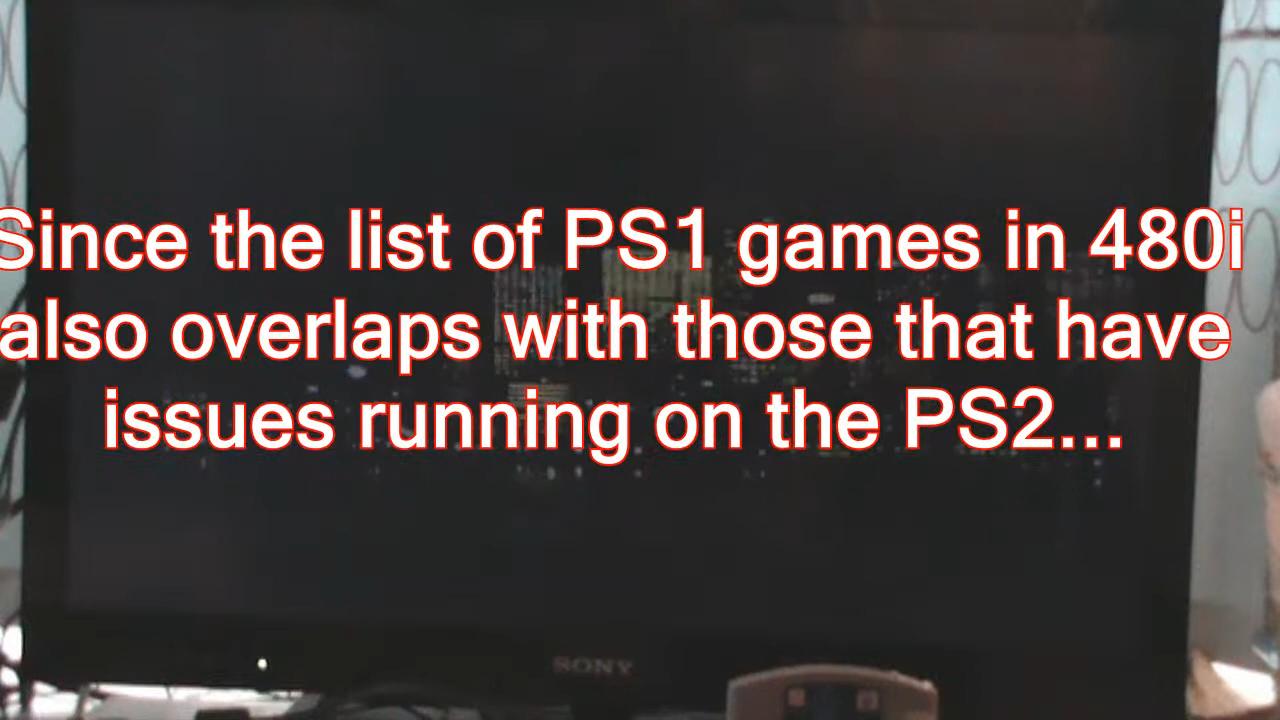 Since the list of PS1 games in 480i
also overlaps with those that have
issues running on the PS2...
SONY